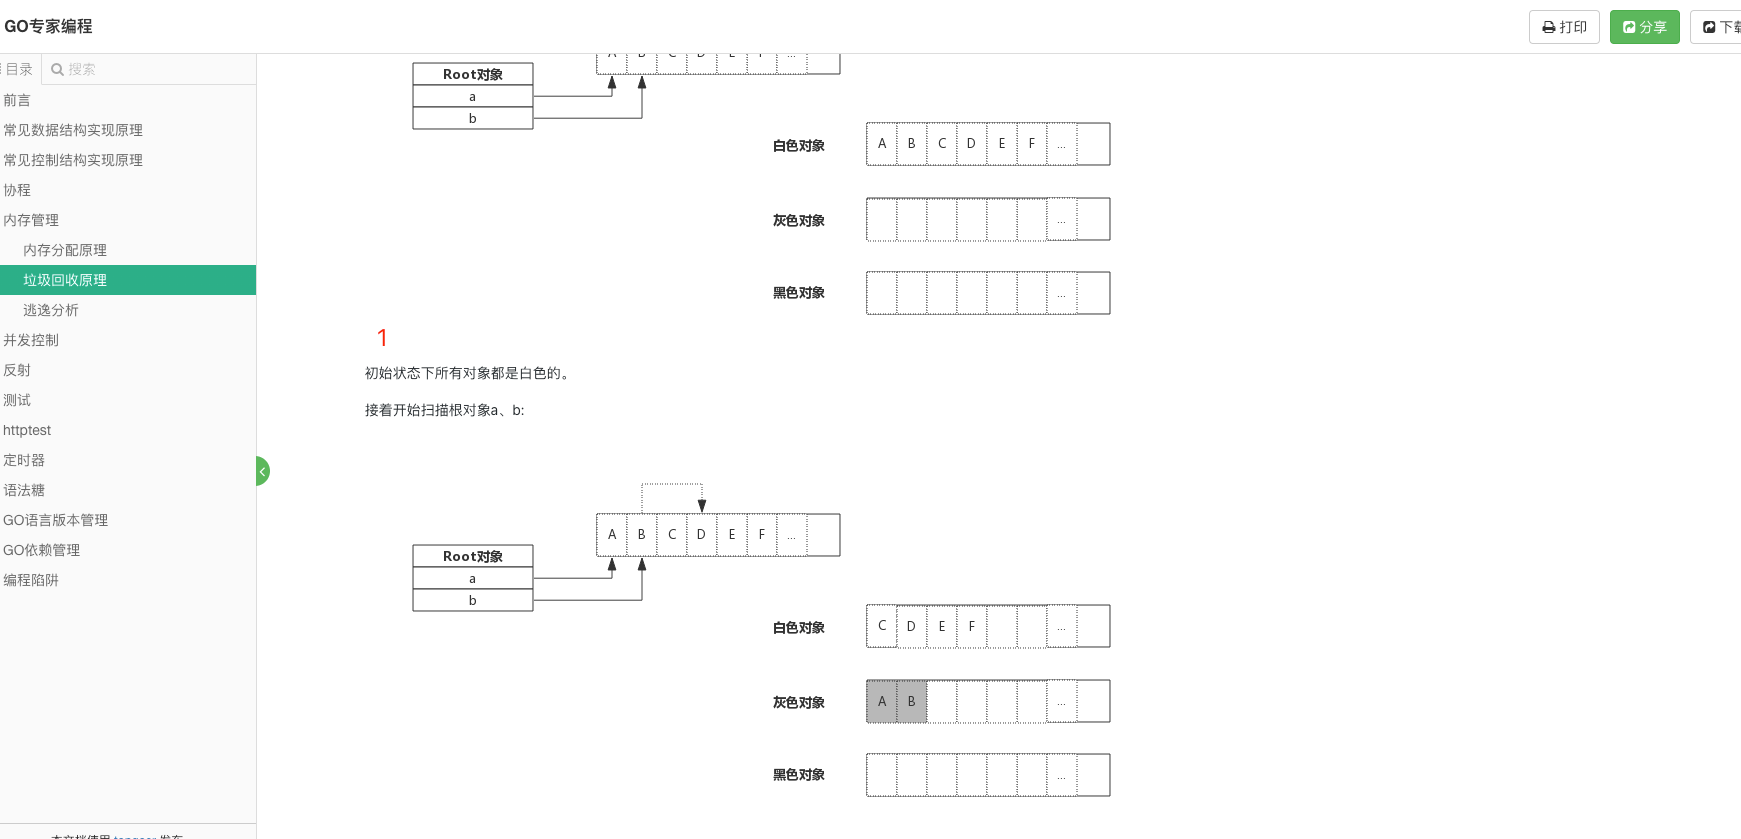 GO专家编程
打印
分享
目录
搜索
前言
常见数据结构实现原理
常见控制结构实现原理
协程
内存管理
内存分配原理
垃圾回收原理
逃逸分析
并发控制
反射
测试
httptest
定时器
语法糖
GO语言版本管理
GO依赖管理
编程陷阱
A B C D E F ...
Root对象
a
b
白色对象 A B C D E F ...
灰色对象 ...
黑色对象 ...
1
初始状态下所有对象都是白色的。
接着开始扫描根对象a、b:
A B C D E F ...
Root对象
a
b
白色对象 C D E F ...
灰色对象 A B ...
黑色对象 ...